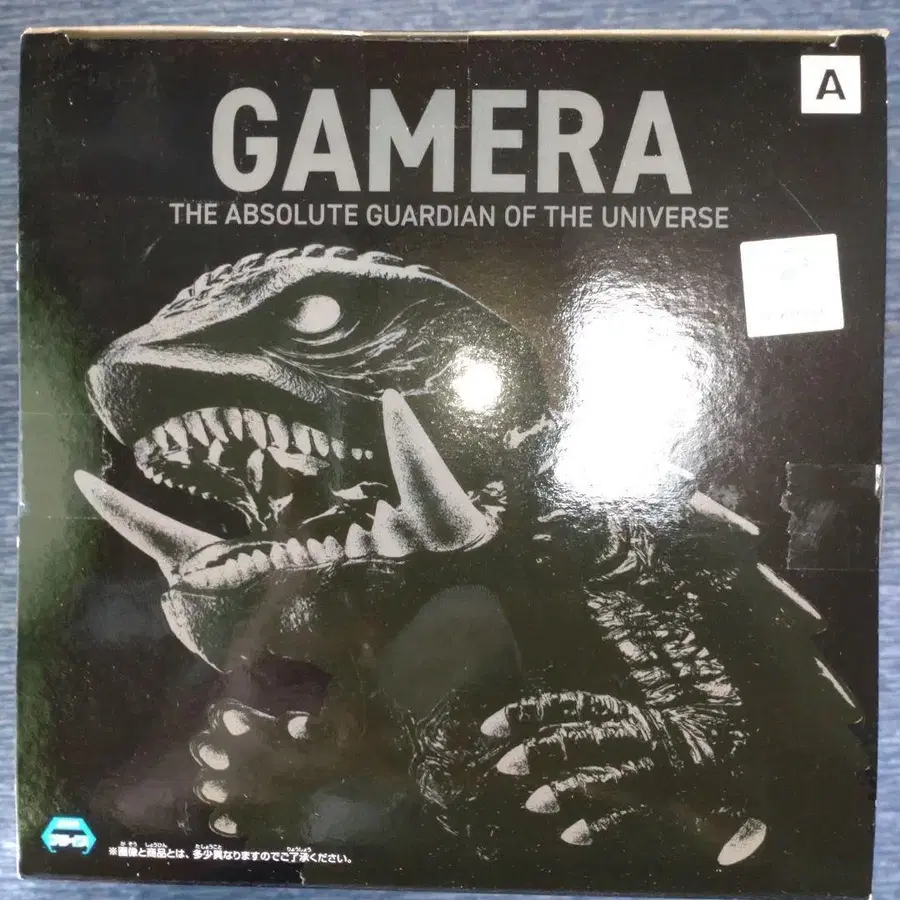 A
GAMERA
THE ABSOLUTE GUARDIAN OF THE UNIVERSE
※画像と商品とは、多少異なりますのでご了承ください。